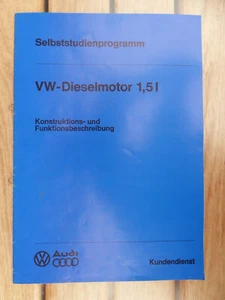 Selbststudienprogramm
VW-Dieselmotor 1,5 l
Konstruktions- und
Funktionsbeschreibung
Audi
Kundendienst